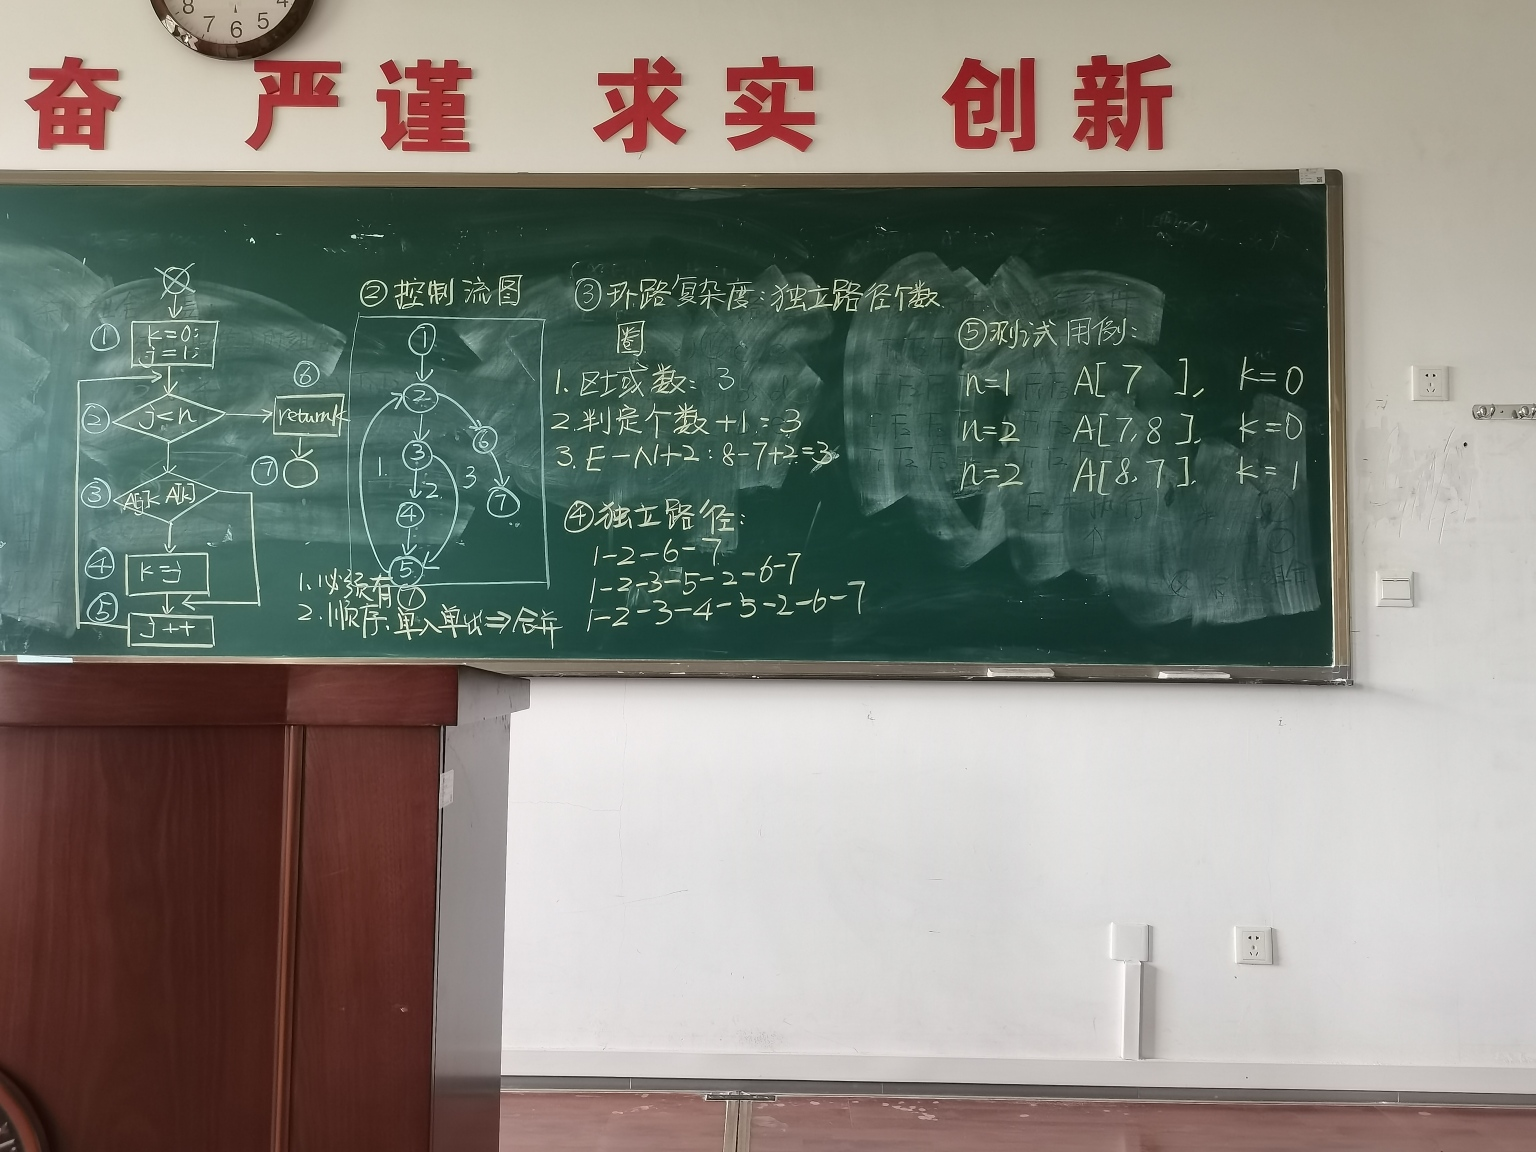 8 7 6 5 4
奋 严谨 求实 创新
① k=0;
j=1;
② j<n
⑥ return k
⑦
③ A[j]<A[k]
④ k=j
⑤ j++
②控制流图
①
②
③
④
⑤
⑥
⑦
1.
2
3
1.必须有①
2.顺序、单入单出⇒合并
③环路复杂度:独立路径个数
圈
1.区域数: 3
2.判定个数+1:3
3.E-N+2:8-7+2=3
④独立路径:
1-2-6-7
1-2-3-5-2-6-7
1-2-3-4-5-2-6-7
⑤测试用例:
n=1 A[ 7 ], k=0
n=2 A[7,8], k=0
n=2 A[8,7], k=1